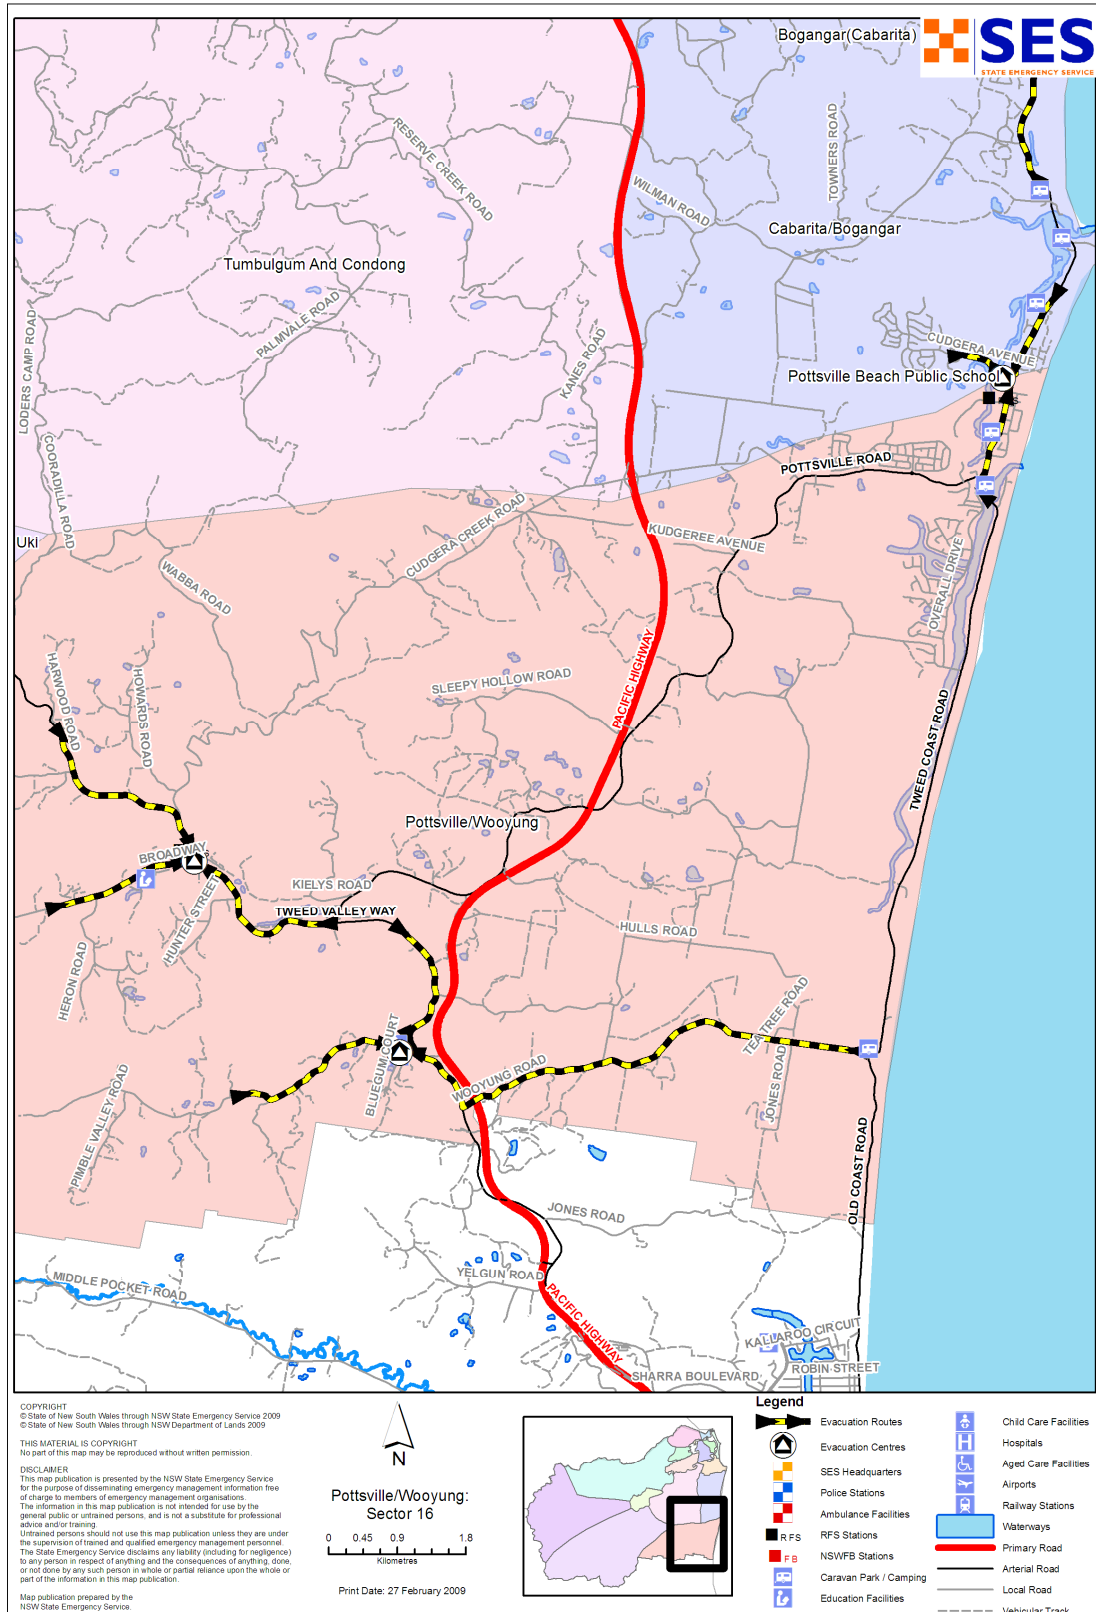 Bogangar(Cabarita)
SES
STATE EMERGENCY SERVICE
RESERVE CREEK ROAD
TOWNERS ROAD
WILMAN ROAD
Cabarita/Bogangar
Tumbulgum And Condong
LODERS CAMP ROAD
PALMVALE ROAD
KANES ROAD
CUDGERA AVENUE
Pottsville Beach Public School
COORADILLA ROAD
POTTSVILLE ROAD
Uki
CUDGERA CREEK ROAD
KUDGEREE AVENUE
WABBA ROAD
OVERALL DRIVE
HARWOOD ROAD
HOWARDS ROAD
SLEEPY HOLLOW ROAD
PACIFIC HIGHWAY
TWEED COAST ROAD
Pottsville/Wooyung
BROADWAY
KIELYS ROAD
HUNTER STREET
TWEED VALLEY WAY
HULLS ROAD
HERON ROAD
TEA TREE ROAD
BLUEGUM COURT
WOOYUNG ROAD
JONES ROAD
PIMBLE VALLEY ROAD
OLD COAST ROAD
JONES ROAD
MIDDLE POCKET ROAD
YELGUN ROAD
PACIFIC HIGHWAY
KALLAROO CIRCUIT
ROBIN STREET
SHARRA BOULEVARD
COPYRIGHT
© State of New South Wales through NSW State Emergency Service 2009
© State of New South Wales through NSW Department of Lands 2009
THIS MATERIAL IS COPYRIGHT
No part of this map may be reproduced without written permission.
DISCLAIMER
This map publication is presented by the NSW State Emergency Service
for the purpose of disseminating emergency management information free
of charge to members of emergency management organisations.
The information in this map publication is not intended for use by the
general public or untrained persons, and is not a substitute for professional
advice and/or training.
Untrained persons should not use this map publication unless they are under
the supervision of trained and qualified emergency management personnel.
The State Emergency Service disclaims any liability (including for negligence)
to any person in respect of anything and the consequences of anything, done,
or not done by any such person in whole or partial reliance upon the whole or
part of the information in this map publication.
Map publication prepared by the
NSW State Emergency Service.
N
Pottsville/Wooyung:
Sector 16
0 0.45 0.9 1.8
Kilometres
Print Date: 27 February 2009
Legend
Evacuation Routes
Evacuation Centres
SES Headquarters
Police Stations
Ambulance Facilities
RFS RFS Stations
FB NSWFB Stations
Caravan Park / Camping
Education Facilities
Child Care Facilities
Hospitals
Aged Care Facilities
Airports
Railway Stations
Waterways
Primary Road
Arterial Road
Local Road
Vehicular Track